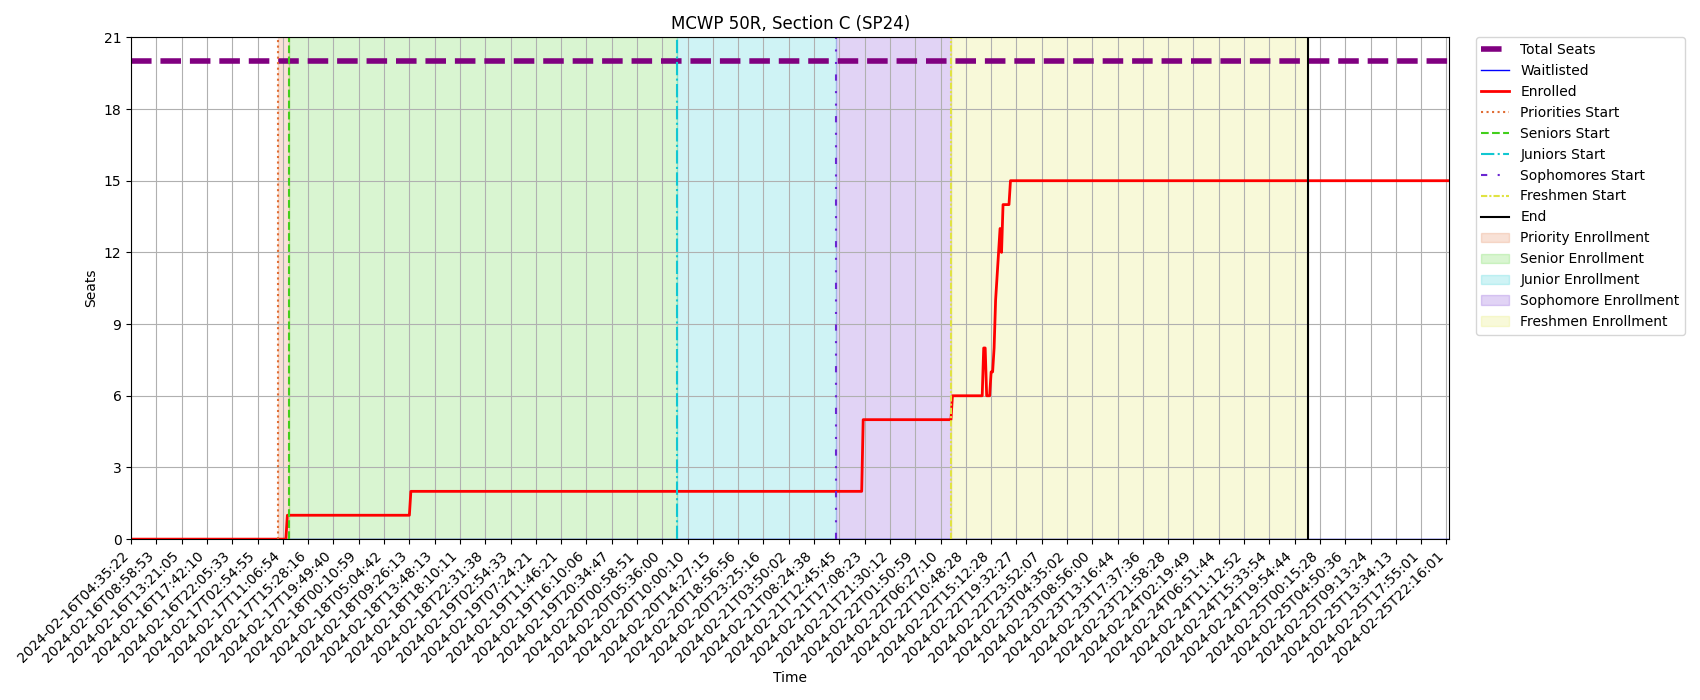 MCWP 50R, Section C (SP24)
21
18
15
12
9
6
3
0
Seats
2024-02-16T04:35:22
2024-02-16T08:58:53
2024-02-16T13:21:05
2024-02-16T17:42:10
2024-02-16T22:05:33
2024-02-17T02:54:55
2024-02-17T11:06:54
2024-02-17T15:28:16
2024-02-17T19:49:40
2024-02-18T00:10:59
2024-02-18T05:04:42
2024-02-18T09:26:13
2024-02-18T13:48:13
2024-02-18T18:10:11
2024-02-18T22:31:38
2024-02-19T02:54:33
2024-02-19T07:24:21
2024-02-19T11:46:21
2024-02-19T16:10:06
2024-02-19T20:34:47
2024-02-20T00:58:51
2024-02-20T05:36:00
2024-02-20T10:00:10
2024-02-20T14:27:15
2024-02-20T18:56:56
2024-02-20T23:25:16
2024-02-21T03:50:02
2024-02-21T08:24:38
2024-02-21T12:45:45
2024-02-21T17:08:23
2024-02-21T21:30:12
2024-02-22T01:50:59
2024-02-22T06:27:10
2024-02-22T10:48:28
2024-02-22T15:12:28
2024-02-22T19:32:27
2024-02-22T23:52:07
2024-02-23T04:35:02
2024-02-23T08:56:00
2024-02-23T13:16:44
2024-02-23T17:37:36
2024-02-23T21:58:28
2024-02-24T02:19:49
2024-02-24T06:51:44
2024-02-24T11:12:52
2024-02-24T15:33:54
2024-02-24T19:54:44
2024-02-25T00:15:28
2024-02-25T04:50:36
2024-02-25T09:13:24
2024-02-25T13:34:13
2024-02-25T17:55:01
2024-02-25T22:16:01
Time
Total Seats
Waitlisted
Enrolled
Priorities Start
Seniors Start
Juniors Start
Sophomores Start
Freshmen Start
End
Priority Enrollment
Senior Enrollment
Junior Enrollment
Sophomore Enrollment
Freshmen Enrollment